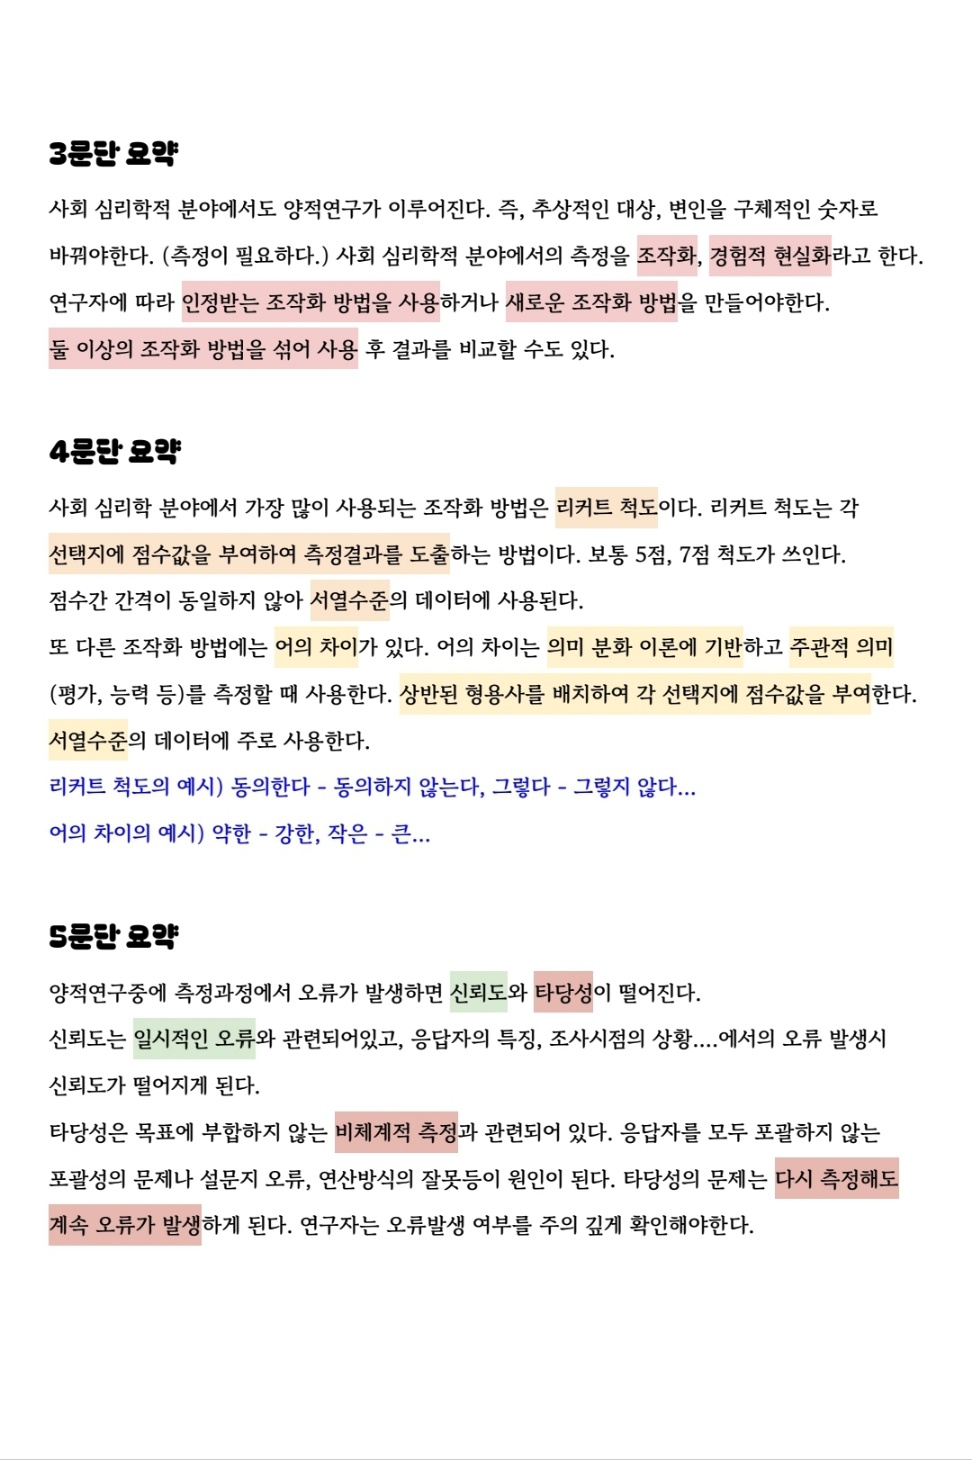 3문단 요약
사회 심리학적 분야에서도 양적연구가 이루어진다. 즉, 추상적인 대상, 변인을 구체적인 숫자로
바꿔야한다. (측정이 필요하다.) 사회 심리학적 분야에서의 측정을 조작화, 경험적 현실화라고 한다.
연구자에 따라 인정받는 조작화 방법을 사용하거나 새로운 조작화 방법을 만들어야한다.
둘 이상의 조작화 방법을 섞어 사용 후 결과를 비교할 수도 있다.
4문단 요약
사회 심리학 분야에서 가장 많이 사용되는 조작화 방법은 리커트 척도이다. 리커트 척도는 각
선택지에 점수값을 부여하여 측정결과를 도출하는 방법이다. 보통 5점, 7점 척도가 쓰인다.
점수간 간격이 동일하지 않아 서열수준의 데이터에 사용된다.
또 다른 조작화 방법에는 어의 차이가 있다. 어의 차이는 의미 분화 이론에 기반하고 주관적 의미
(평가, 능력 등)를 측정할 때 사용한다. 상반된 형용사를 배치하여 각 선택지에 점수값을 부여한다.
서열수준의 데이터에 주로 사용한다.
리커트 척도의 예시) 동의한다 - 동의하지 않는다, 그렇다 - 그렇지 않다...
어의 차이의 예시) 약한 - 강한, 작은 - 큰...
5문단 요약
양적연구중에 측정과정에서 오류가 발생하면 신뢰도와 타당성이 떨어진다.
신뢰도는 일시적인 오류와 관련되어있고, 응답자의 특징, 조사시점의 상황....에서의 오류 발생시
신뢰도가 떨어지게 된다.
타당성은 목표에 부합하지 않는 비체계적 측정과 관련되어 있다. 응답자를 모두 포괄하지 않는
포괄성의 문제나 설문지 오류, 연산방식의 잘못등이 원인이 된다. 타당성의 문제는 다시 측정해도
계속 오류가 발생하게 된다. 연구자는 오류발생 여부를 주의 깊게 확인해야한다.